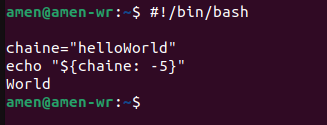 amen@amen-wr:~$ #!/bin/bash
chaine="helloWorld"
echo "${chaine: -5}"
World
amen@amen-wr:~$